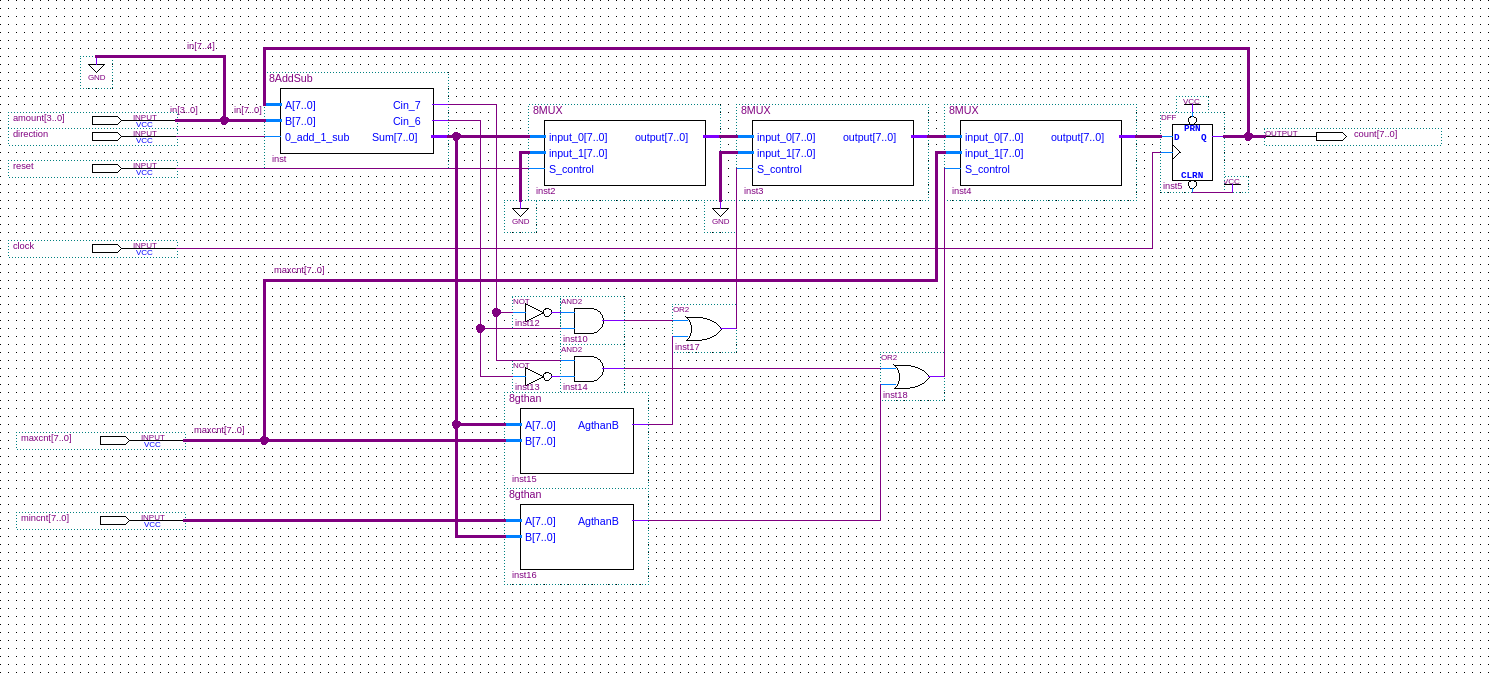 in[7..4]
GND
8AddSub
in[3..0]
in[7..0]
amount[3..0]
INPUT
VCC
direction
INPUT
VCC
reset
INPUT
VCC
A[7..0]
B[7..0]
0_add_1_sub
Cin_7
Cin_6
Sum[7..0]
inst
8MUX
input_0[7..0]
input_1[7..0]
S_control
output[7..0]
inst2
GND
8MUX
input_0[7..0]
input_1[7..0]
S_control
output[7..0]
inst3
GND
8MUX
input_0[7..0]
input_1[7..0]
S_control
output[7..0]
inst4
VCC
DFF
PRN
D
Q
CLRN
inst5
VCC
OUTPUT
count[7..0]
clock
INPUT
VCC
maxcnt[7..0]
NOT
inst12
AND2
inst10
OR2
inst17
NOT
inst13
AND2
inst14
OR2
inst18
8gthan
A[7..0]
B[7..0]
AgthanB
inst15
maxcnt[7..0]
INPUT
VCC
maxcnt[7..0]
8gthan
A[7..0]
B[7..0]
AgthanB
inst16
mincnt[7..0]
INPUT
VCC